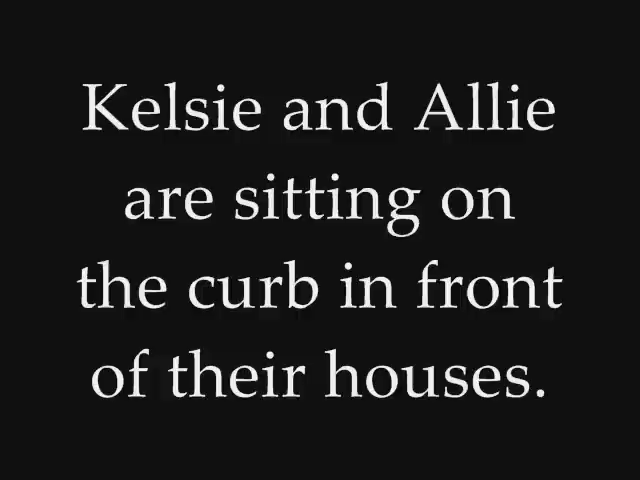 Kelsie and Allie
are sitting on
the curb in front
of their houses.